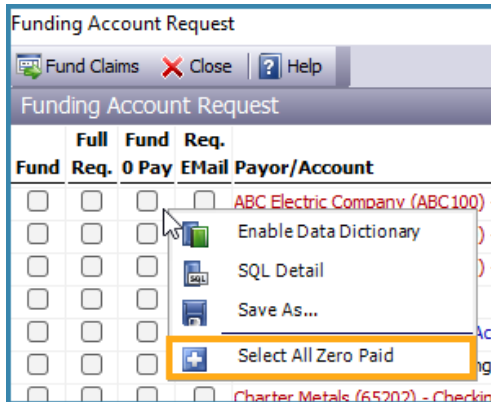 Funding Account Request
Fund Claims Close ? Help
Funding Account Request
Full Fund Req.
Fund Req. 0 Pay EMail Payor/Account
ABC Electric Company (ABC100)
Enable Data Dictionary
SQL Detail
Save As...
Select All Zero Paid
Charter Metals (65202) - Checkin